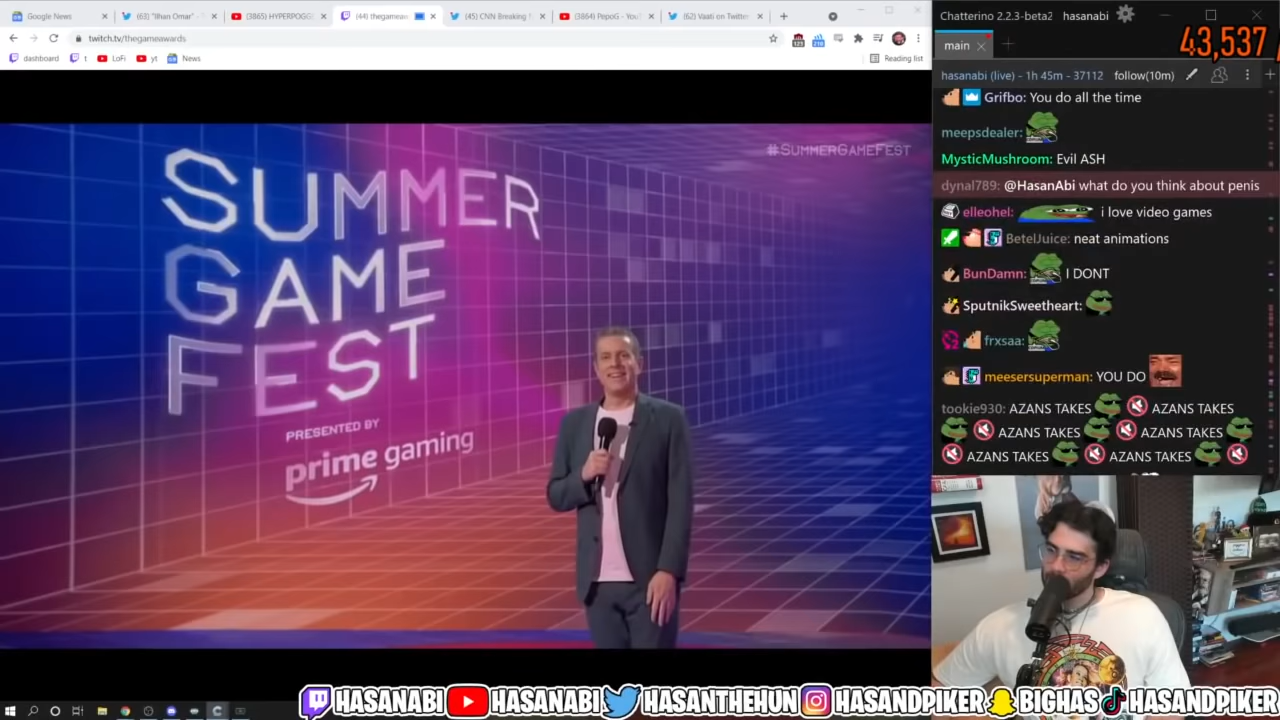 Google News
(63) "Ilhan Omar" - T
(3865) HYPERPOGG
(44) thegameaw
(45) CNN Breaking
(3864) PepoG - YouT
(62) Vaati on Twitter
twitch.tv/thegameawards
dashboard t LoFi yt News
Reading list
#SUMMERGAMEFEST
SUMMER
GAME
FEST
PRESENTED BY
prime gaming
Chatterino 2.2.3-beta2 hasanabi
main
43,537
hasanabi (live) - 1h 45m - 37112 follow(10m)
Grifbo: You do all the time
meepsdealer:
MysticMushroom: Evil ASH
dynal789: @HasanAbi what do you think about penis
elleohel: i love video games
BetelJuice: neat animations
BunDamn: I DONT
SputnikSweetheart:
frxsaa:
meesersuperman: YOU DO
tookie930: AZANS TAKES AZANS TAKES
AZANS TAKES AZANS TAKES
AZANS TAKES AZANS TAKES
HASANABI HASANABI HASANTHEHUN HASANDPIKER BIGHAS HASANDPIKER